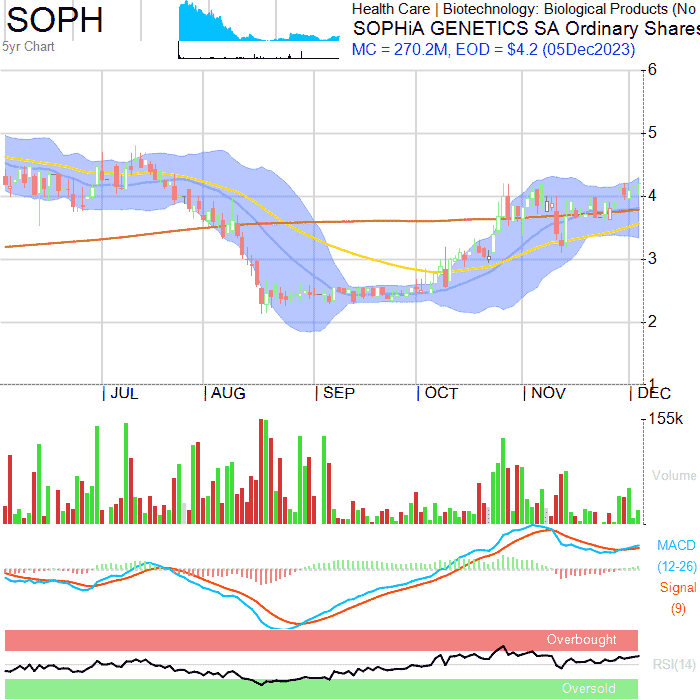 SOPH
5yr Chart
Health Care | Biotechnology: Biological Products (No
SOPHiA GENETICS SA Ordinary Shares
MC = 270.2M, EOD = $4.2 (05Dec2023)
6
5
4
3
2
1
JUL AUG SEP OCT NOV DEC
155k
Volume
MACD
(12-26)
Signal
(9)
Overbought
RSI(14)
Oversold